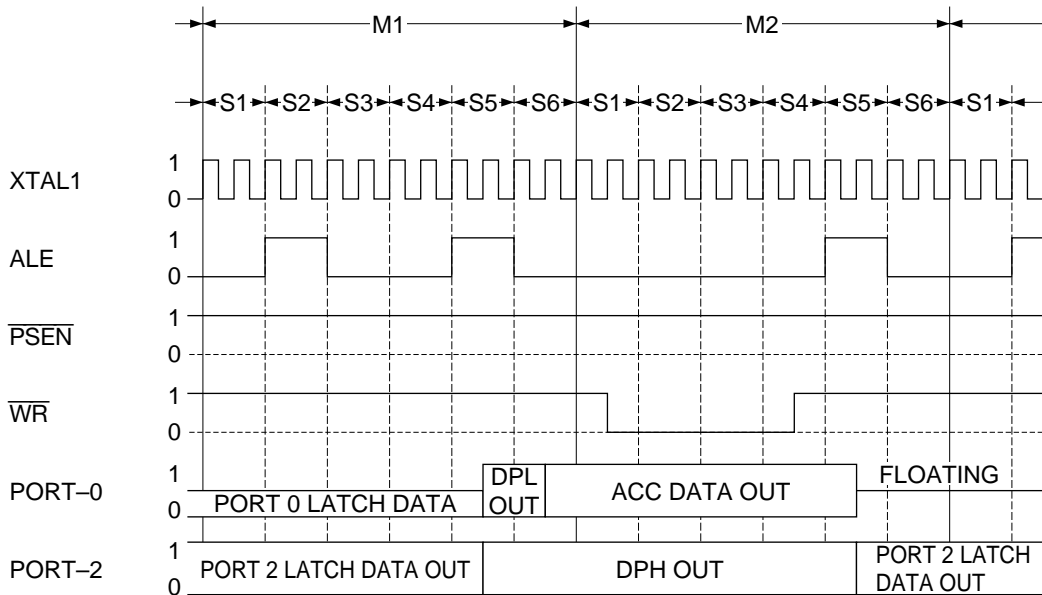 M1 M2
S1 S2 S3 S4 S5 S6 S1 S2 S3 S4 S5 S6 S1
XTAL1 1
0
ALE 1
0
PSEN 1
0
WR 1
0
PORT–0 1
0
PORT 0 LATCH DATA
DPL
OUT
ACC DATA OUT
FLOATING
PORT–2 1
0
PORT 2 LATCH DATA OUT
DPH OUT
PORT 2 LATCH
DATA OUT